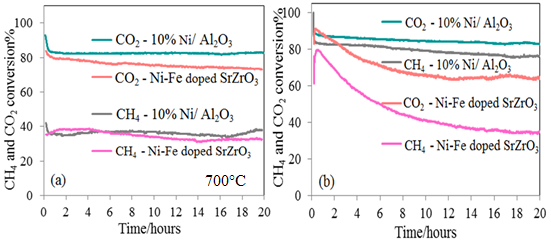 CH₄ and CO₂ conversion%
100
80
60
40
20
0
CO₂ - 10% Ni/ Al₂O₃
CO₂ - Ni-Fe doped SrZrO₃
CH₄ - 10% Ni/ Al₂O₃
CH₄ - Ni-Fe doped SrZrO₃
(a)
700°C
0 2 4 6 8 10 12 14 16 18 20
Time/hours
CH₄ and CO₂ conversion%
100
80
60
40
20
0
CO₂ - 10% Ni/ Al₂O₃
CH₄ - 10% Ni/ Al₂O₃
CO₂ - Ni-Fe doped SrZrO₃
CH₄ - Ni-Fe doped SrZrO₃
(b)
0 2 4 6 8 10 12 14 16 18 20
Time/hours